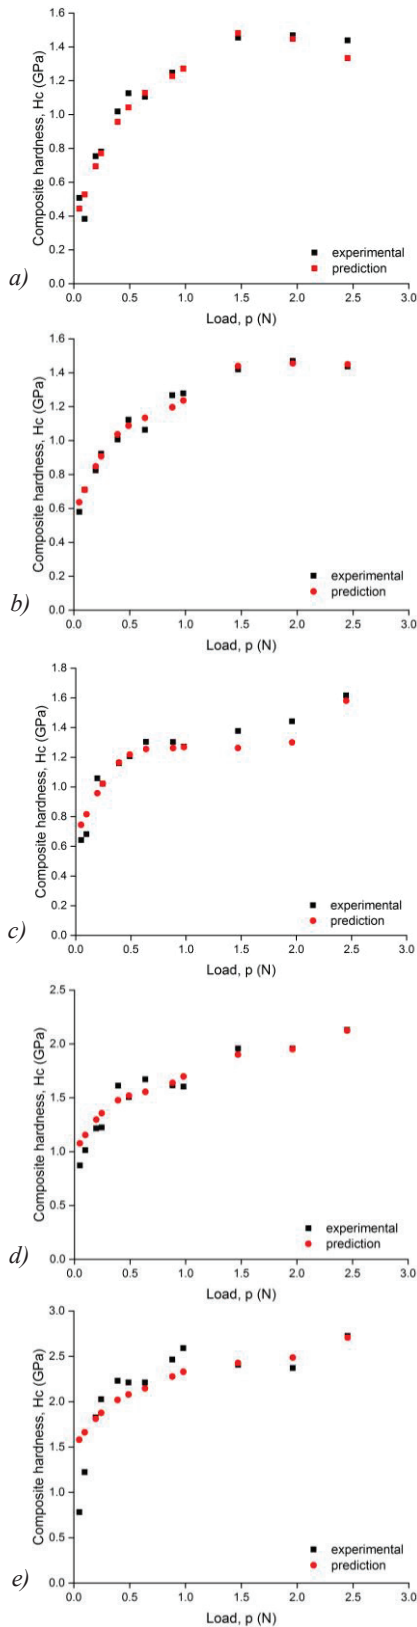 1.6
1.4
1.2
1.0
0.8
0.6
0.4
0.2
0.0
Composite hardness, Hc (GPa)
experimental
prediction
0.0 0.5 1.0 1.5 2.0 2.5 3.0
Load, p (N)
a)
1.6
1.4
1.2
1.0
0.8
0.6
0.4
0.2
0.0
Composite hardness, Hc (GPa)
experimental
prediction
0.0 0.5 1.0 1.5 2.0 2.5 3.0
Load, p (N)
b)
1.8
1.6
1.4
1.2
1.0
0.8
0.6
0.4
0.2
0.0
Composite hardness, Hc (GPa)
experimental
prediction
0.0 0.5 1.0 1.5 2.0 2.5 3.0
Load, p (N)
c)
2.5
2.0
1.5
1.0
0.5
0.0
Composite hardness, Hc (GPa)
experimental
prediction
0.0 0.5 1.0 1.5 2.0 2.5 3.0
Load, p (N)
d)
3.0
2.5
2.0
1.5
1.0
0.5
0.0
Composite hardness, Hc (GPa)
experimental
prediction
0.0 0.5 1.0 1.5 2.0 2.5 3.0
Load, p (N)
e)